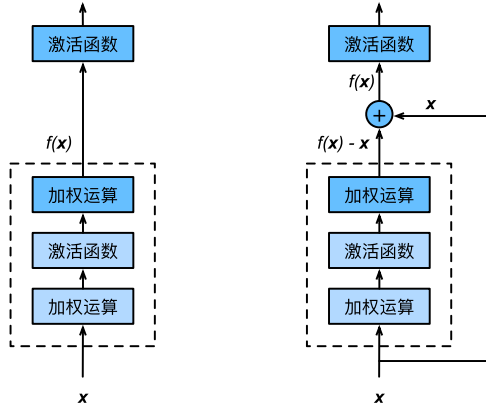 激活函数
f(x)
加权运算
激活函数
加权运算
x
激活函数
f(x)
x
+
f(x) - x
加权运算
激活函数
加权运算
x